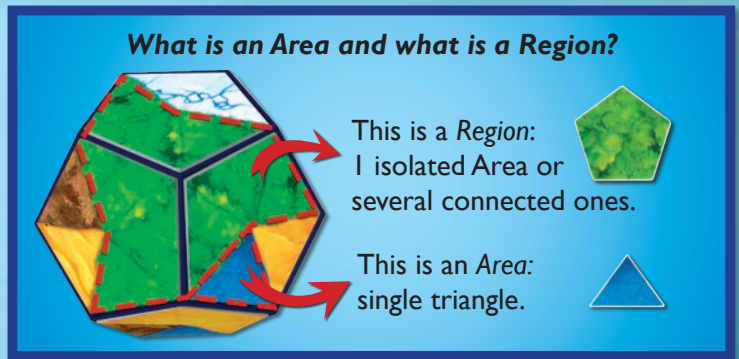 What is an Area and what is a Region?
This is a Region:
1 isolated Area or
several connected ones.
This is an Area:
single triangle.